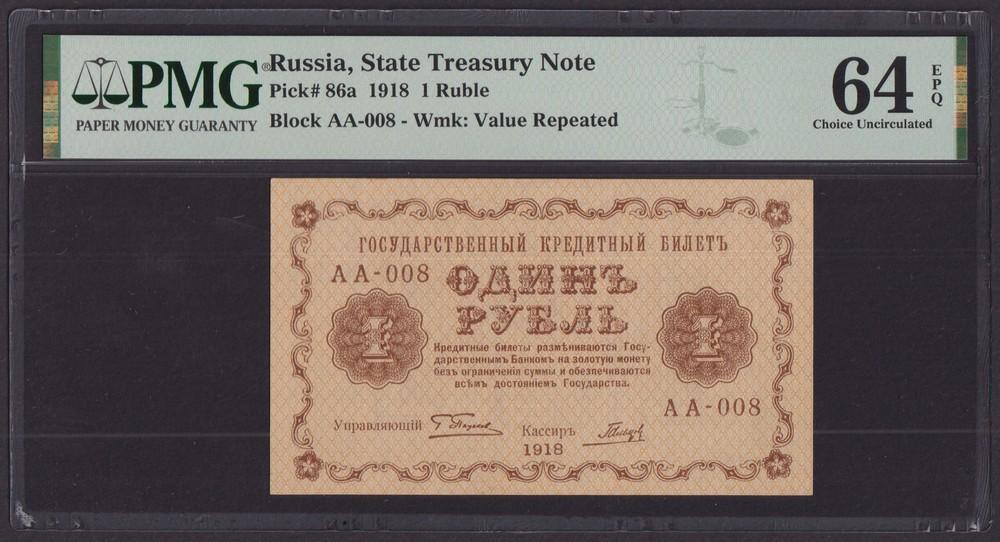 PMG®
PAPER MONEY GUARANTY
Russia, State Treasury Note
Pick# 86a 1918 1 Ruble
Block AA-008 - Wmk: Value Repeated
64 EPQ
Choice Uncirculated
ГОСУДАРСТВЕННЫЙ КРЕДИТНЫЙ БИЛЕТЪ
АА-008
ОДИНЪ
РУБЛЬ
1
1
Кредитные билеты размѣниваются Госу-
дарственнымъ Банкомъ на золотую монету
безъ ограниченія суммы и обезпечиваются
всѣмъ достояніемъ Государства.
АА-008
Управляющій
Кассиръ
1918